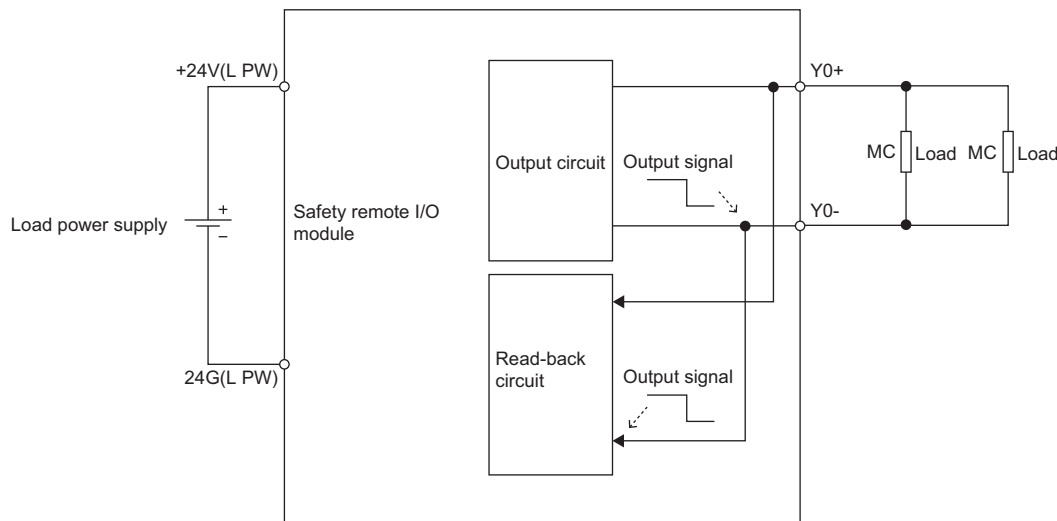 +24V(L PW)
Y0+
Output circuit
Output signal
MC
Load
MC
Load
Load power supply
+
−
Safety remote I/O
module
Y0-
24G(L PW)
Read-back
circuit
Output signal